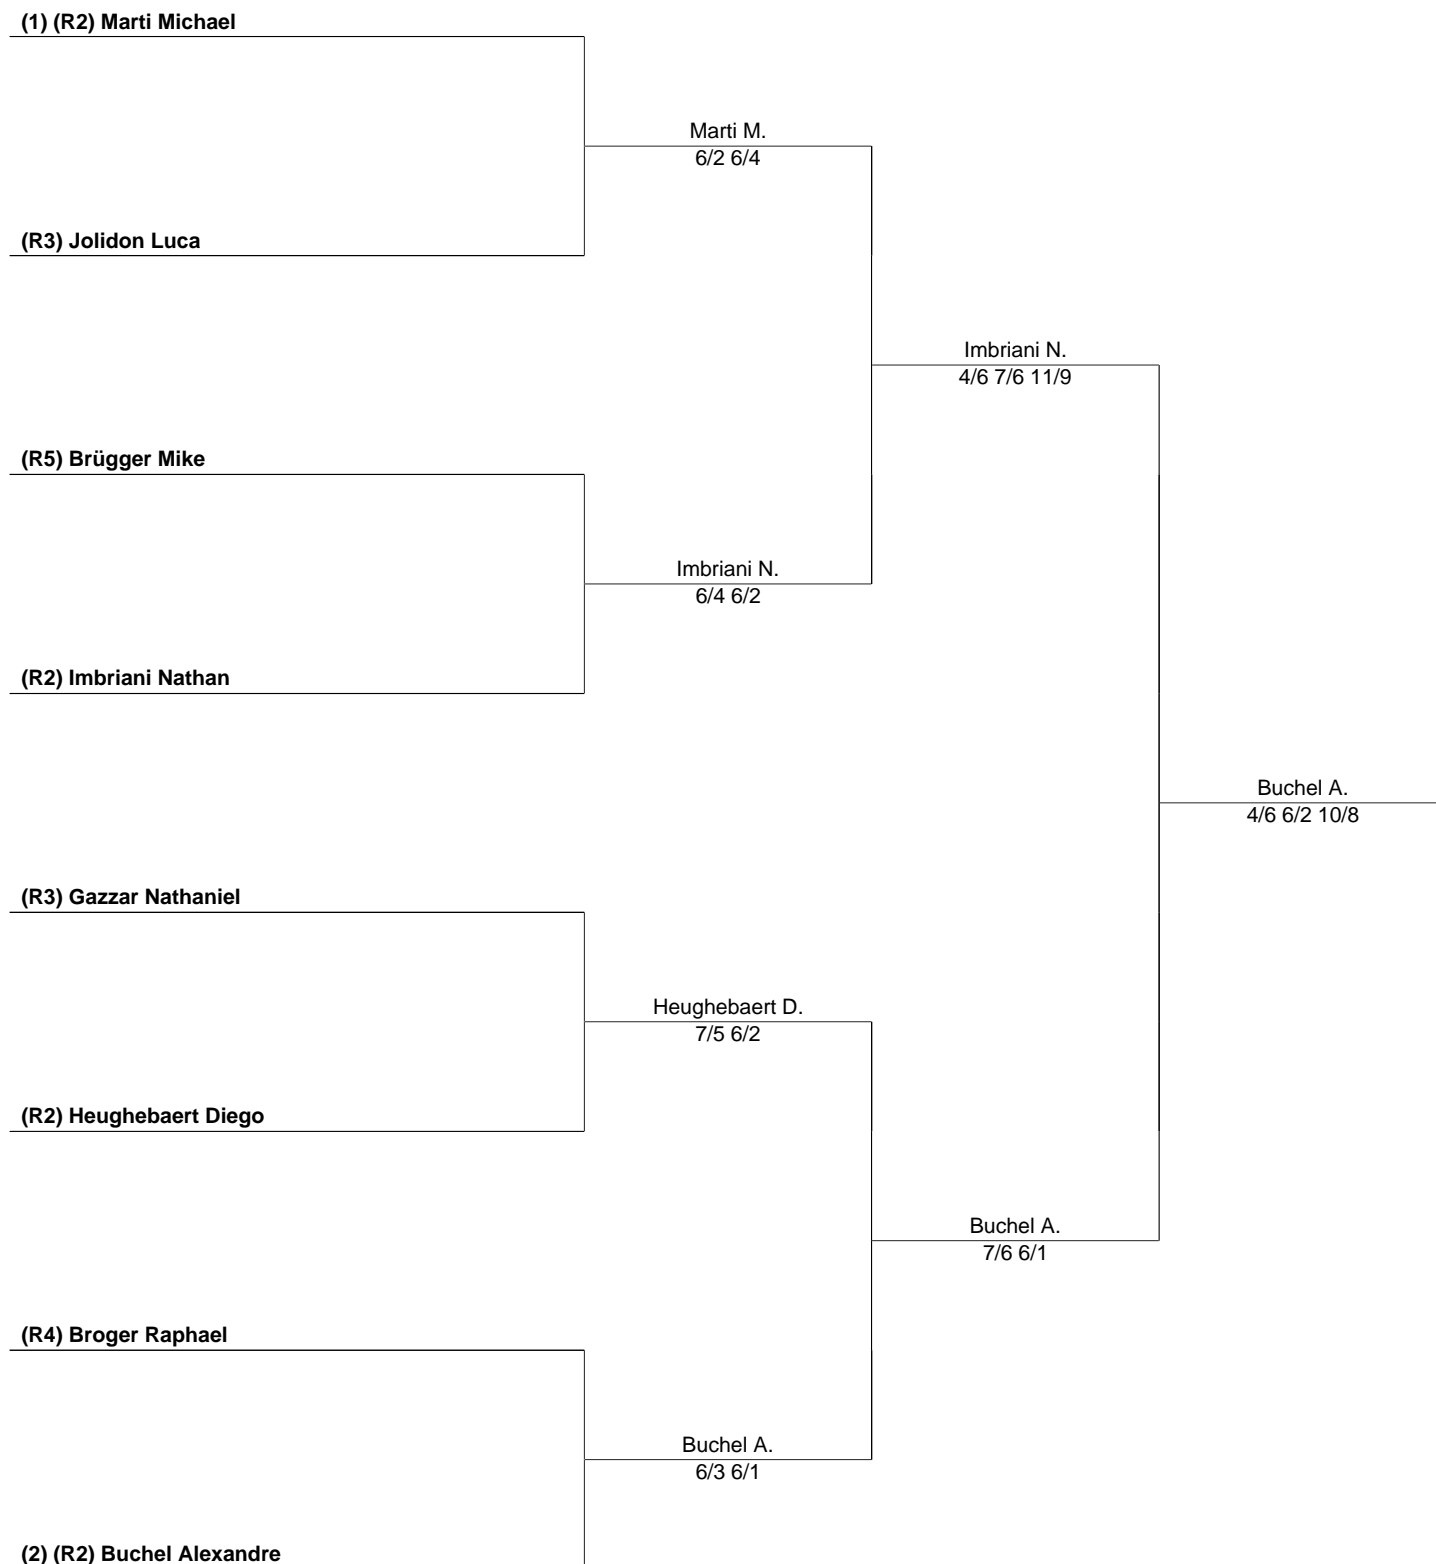 (1) (R2) Marti Michael
Marti M.
6/2 6/4
(R3) Jolidon Luca
Imbriani N.
4/6 7/6 11/9
(R5) Brügger Mike
Imbriani N.
6/4 6/2
(R2) Imbriani Nathan
Buchel A.
4/6 6/2 10/8
(R3) Gazzar Nathaniel
Heughebaert D.
7/5 6/2
(R2) Heughebaert Diego
Buchel A.
7/6 6/1
(R4) Broger Raphael
Buchel A.
6/3 6/1
(2) (R2) Buchel Alexandre